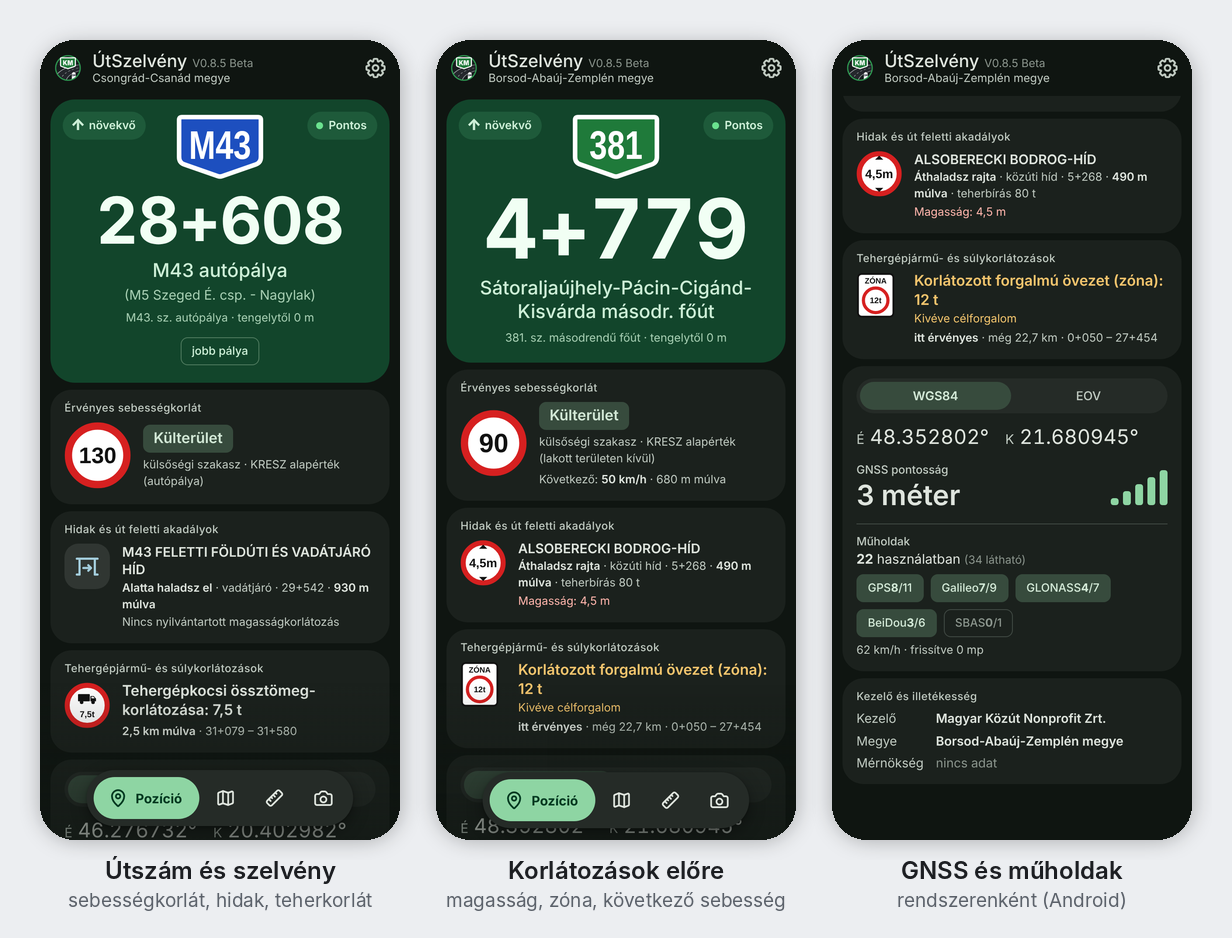 KM
ÚtSzelvény V0.8.5 Beta
Csongrád-Csanád megye
növekvő
M43
Pontos
28+608
M43 autópálya
(M5 Szeged É. csp. - Nagylak)
M43. sz. autópálya · tengelytől 0 m
jobb pálya
Érvényes sebességkorlát
130
Külterület
külsőségi szakasz · KRESZ alapérték
(autópálya)
Hidak és út feletti akadályok
M43 FELETTI FÖLDÚTI ÉS VADÁTJÁRÓ
HÍD
Alatta haladsz el · vadátjáró · 29+542 · 930 m
múlva
Nincs nyilvántartott magasságkorlátozás
Tehergépjármű- és súlykorlátozások
7,5t
Tehergépkocsi össztömeg-
korlátozása: 7,5 t
2,5 km múlva · 31+079 – 31+580
Pozíció
É 46.276732° K 20.402982°
Útszám és szelvény
sebességkorlát, hidak, teherkorlát
KM
ÚtSzelvény V0.8.5 Beta
Borsod-Abaúj-Zemplén megye
növekvő
381
Pontos
4+779
Sátoraljaújhely-Pácin-Cigánd-
Kisvárda másodr. főút
381. sz. másodrendű főút · tengelytől 0 m
Érvényes sebességkorlát
90
Külterület
külsőségi szakasz · KRESZ alapérték
(lakott területen kívül)
Következő: 50 km/h · 680 m múlva
Hidak és út feletti akadályok
4,5m
ALSOBERECKI BODROG-HÍD
Áthaladsz rajta · közúti híd · 5+268 · 490 m
múlva · teherbírás 80 t
Magasság: 4,5 m
Tehergépjármű- és súlykorlátozások
ZÓNA
12t
Korlátozott forgalmú övezet (zóna):
12 t
Kivéve célforgalom
itt érvényes · még 22,7 km · 0+050 – 27+454
Pozíció
É 48.352802° K 21.680945°
Korlátozások előre
magasság, zóna, következő sebesség
KM
ÚtSzelvény V0.8.5 Beta
Borsod-Abaúj-Zemplén megye
Hidak és út feletti akadályok
4,5m
ALSOBERECKI BODROG-HÍD
Áthaladsz rajta · közúti híd · 5+268 · 490 m
múlva · teherbírás 80 t
Magasság: 4,5 m
Tehergépjármű- és súlykorlátozások
ZÓNA
12t
Korlátozott forgalmú övezet (zóna):
12 t
Kivéve célforgalom
itt érvényes · még 22,7 km · 0+050 – 27+454
WGS84 EOV
É 48.352802° K 21.680945°
GNSS pontosság
3 méter
Műholdak
22 használatban (34 látható)
GPS8/11 Galileo7/9 GLONASS4/7
BeiDou3/6 SBAS0/1
62 km/h · frissítve 0 mp
Kezelő és illetékesség
Kezelő Magyar Közút Nonprofit Zrt.
Megye Borsod-Abaúj-Zemplén megye
Mérnökség nincs adat
GNSS és műholdak
rendszerenként (Android)